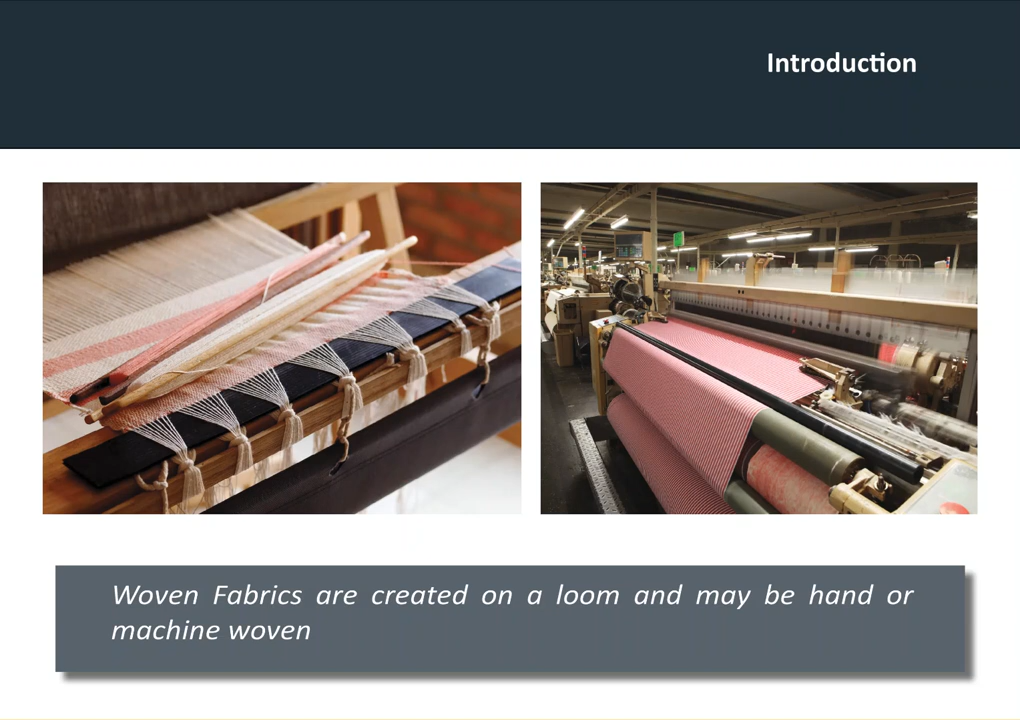 Introduction
Woven Fabrics are created on a loom and may be hand or
machine woven